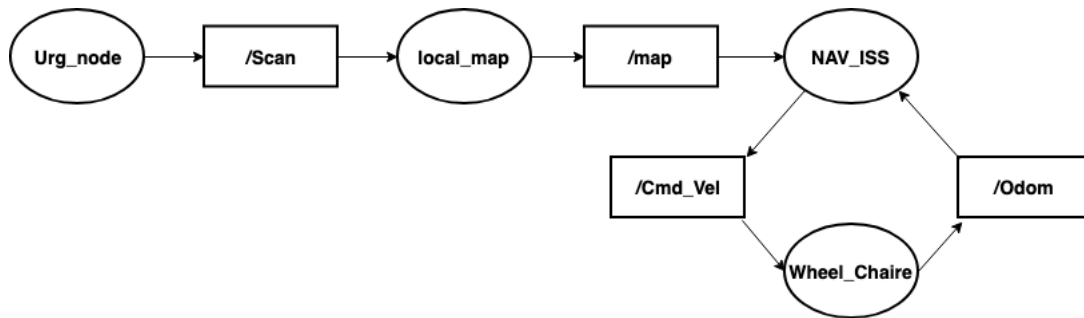 Urg_node
/Scan
local_map
/map
NAV_ISS
/Cmd_Vel
/Odom
Wheel_Chaire